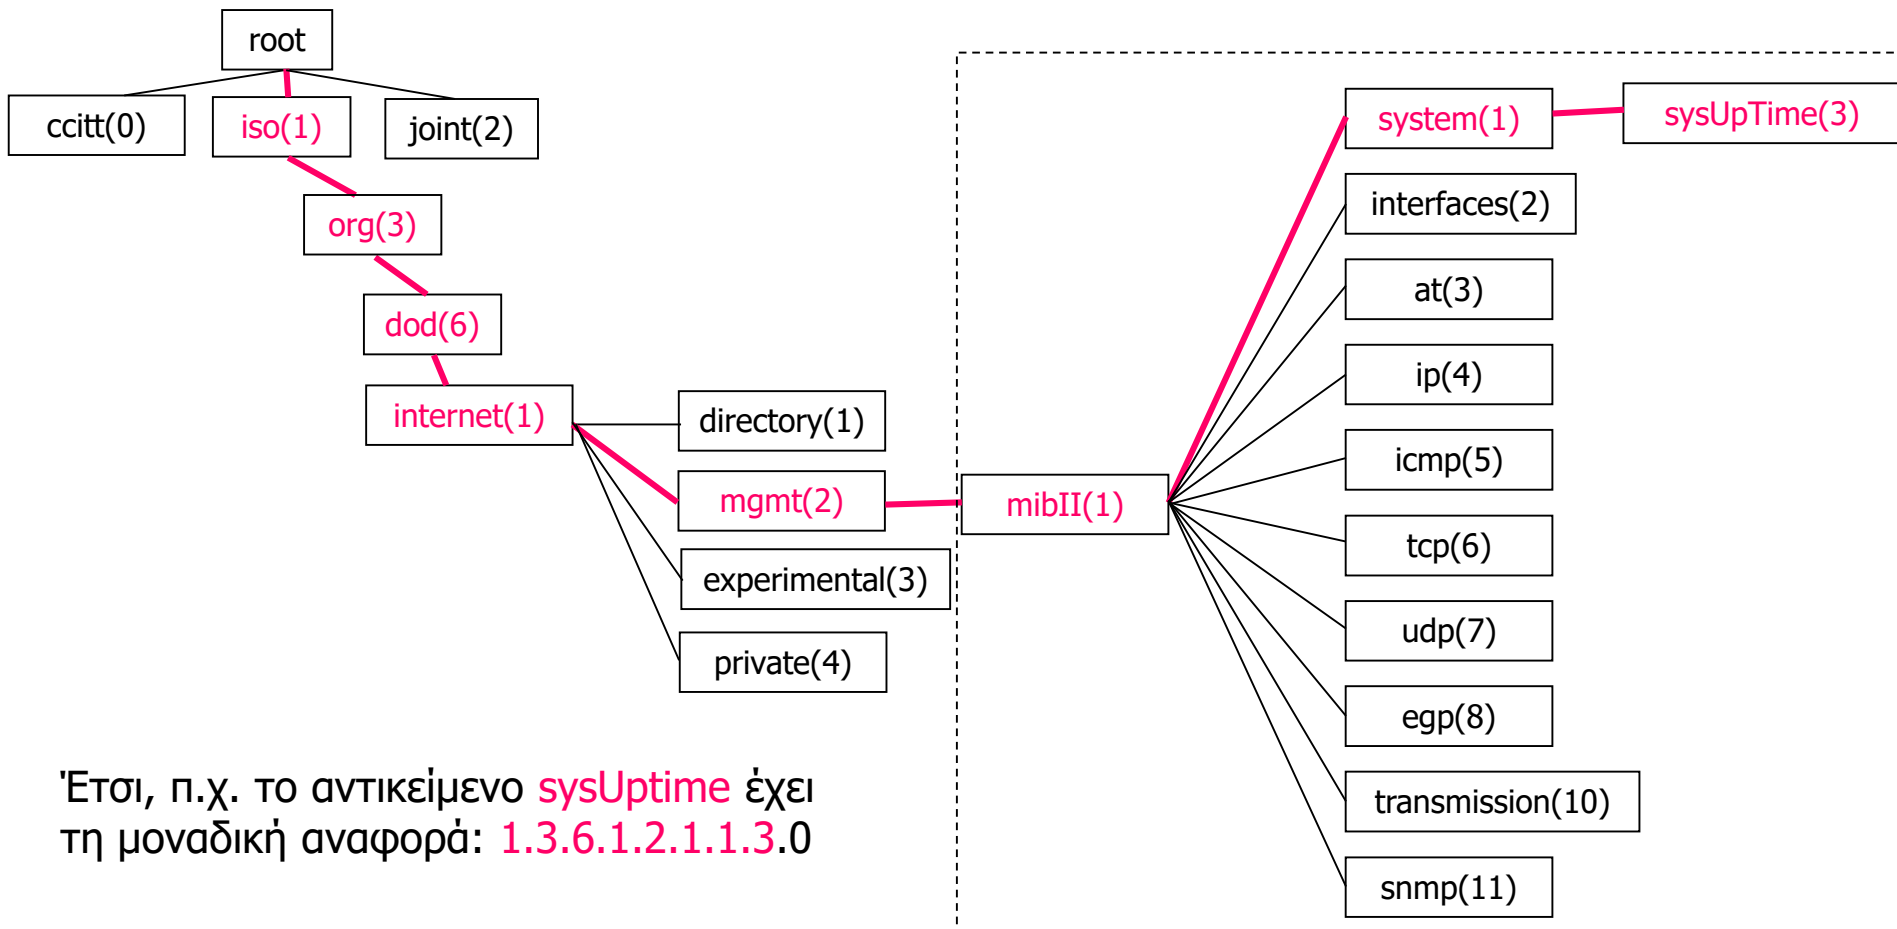 root
ccitt(0)
iso(1)
joint(2)
org(3)
dod(6)
internet(1)
directory(1)
mgmt(2)
experimental(3)
private(4)
mibII(1)
system(1)
sysUpTime(3)
interfaces(2)
at(3)
ip(4)
icmp(5)
tcp(6)
udp(7)
egp(8)
transmission(10)
snmp(11)
Έτσι, π.χ. το αντικείμενο sysUptime έχει
τη μοναδική αναφορά: 1.3.6.1.2.1.1.3.0